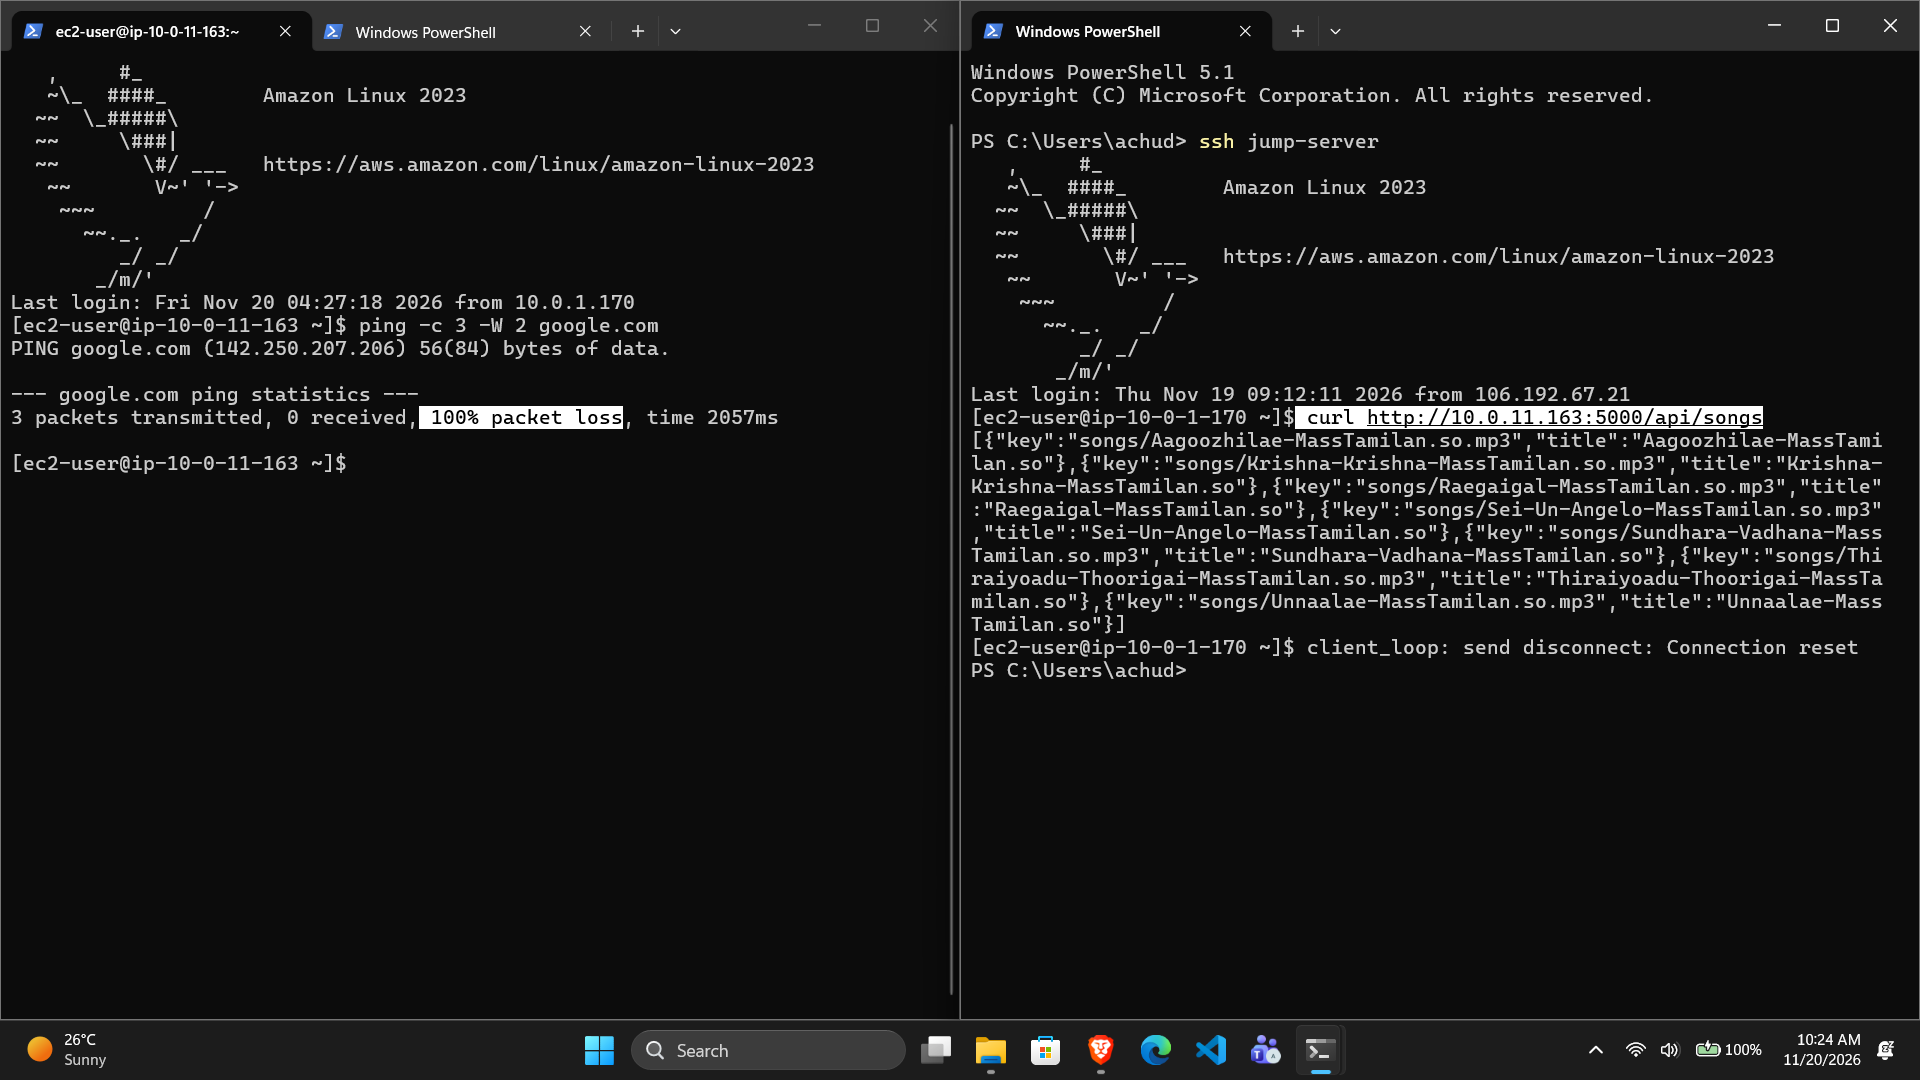 ec2-user@ip-10-0-11-163:~
Windows PowerShell
   ,     #_
   ~\_  ####_        Amazon Linux 2023
  ~~  \_#####\
  ~~     \###|
  ~~       \#/ ___   https://aws.amazon.com/linux/amazon-linux-2023
   ~~       V~' '->
    ~~~         /
      ~~._.   _/
         _/ _/
       _/m/'
Last login: Fri Nov 20 04:27:18 2026 from 10.0.1.170
[ec2-user@ip-10-0-11-163 ~]$ ping -c 3 -W 2 google.com
PING google.com (142.250.207.206) 56(84) bytes of data.
--- google.com ping statistics ---
3 packets transmitted, 0 received, 100% packet loss, time 2057ms
[ec2-user@ip-10-0-11-163 ~]$
Windows PowerShell
Windows PowerShell 5.1
Copyright (C) Microsoft Corporation. All rights reserved.
PS C:\Users\achud> ssh jump-server
   ,     #_
   ~\_  ####_        Amazon Linux 2023
  ~~  \_#####\
  ~~     \###|
  ~~       \#/ ___   https://aws.amazon.com/linux/amazon-linux-2023
   ~~       V~' '->
    ~~~         /
      ~~._.   _/
         _/ _/
       _/m/'
Last login: Thu Nov 19 09:12:11 2026 from 106.192.67.21
[ec2-user@ip-10-0-1-170 ~]$ curl http://10.0.11.163:5000/api/songs
[{"key":"songs/Aagoozhilae-MassTamilan.so.mp3","title":"Aagoozhilae-MassTami
lan.so"},{"key":"songs/Krishna-Krishna-MassTamilan.so.mp3","title":"Krishna-
Krishna-MassTamilan.so"},{"key":"songs/Raegaigal-MassTamilan.so.mp3","title"
:"Raegaigal-MassTamilan.so"},{"key":"songs/Sei-Un-Angelo-MassTamilan.so.mp3"
,"title":"Sei-Un-Angelo-MassTamilan.so"},{"key":"songs/Sundhara-Vadhana-Mass
Tamilan.so.mp3","title":"Sundhara-Vadhana-MassTamilan.so"},{"key":"songs/Thi
raiyoadu-Thoorigai-MassTamilan.so.mp3","title":"Thiraiyoadu-Thoorigai-MassTa
milan.so"},{"key":"songs/Unnaalae-MassTamilan.so.mp3","title":"Unnaalae-Mass
Tamilan.so"}]
[ec2-user@ip-10-0-1-170 ~]$ client_loop: send disconnect: Connection reset
PS C:\Users\achud>
26°C
Sunny
Search
100%
10:24 AM
11/20/2026